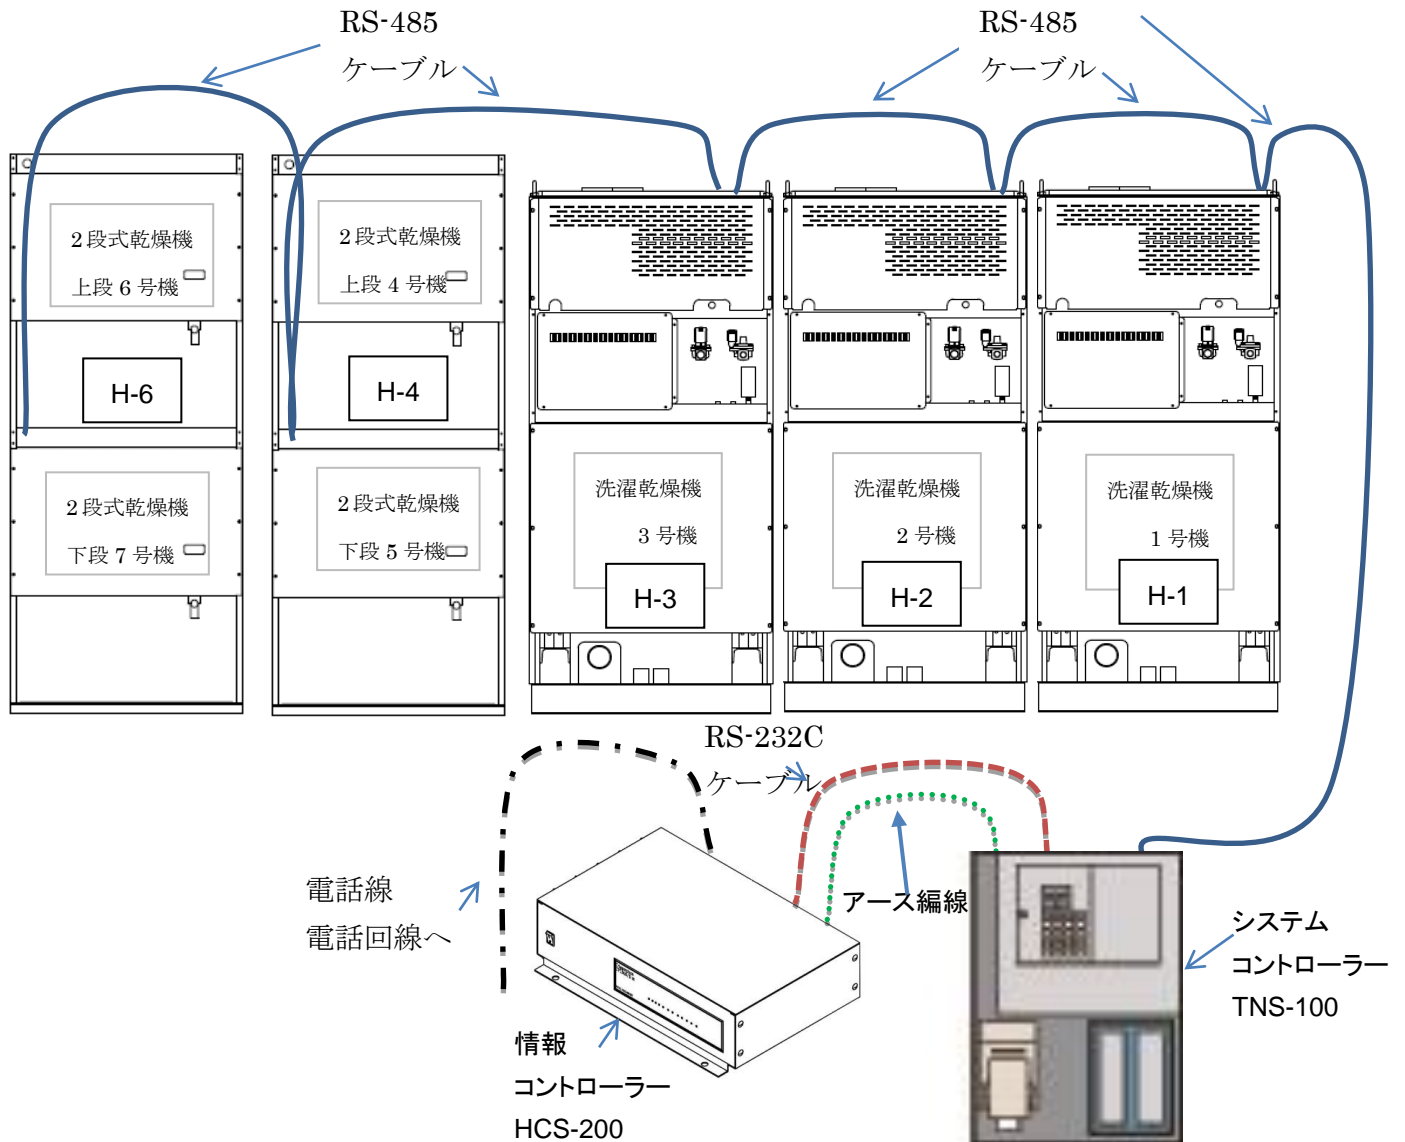 RS-485
ケーブル
RS-485
ケーブル
2段式乾燥機
上段 6 号機
2段式乾燥機
上段 4 号機
H-6
H-4
2段式乾燥機
下段 7 号機
2段式乾燥機
下段 5 号機
洗濯乾燥機
3 号機
H-3
洗濯乾燥機
2 号機
H-2
洗濯乾燥機
1 号機
H-1
RS-232C
ケーブル
電話線
電話回線へ
アース編線
システム
コントローラー
TNS-100
情報
コントローラー
HCS-200